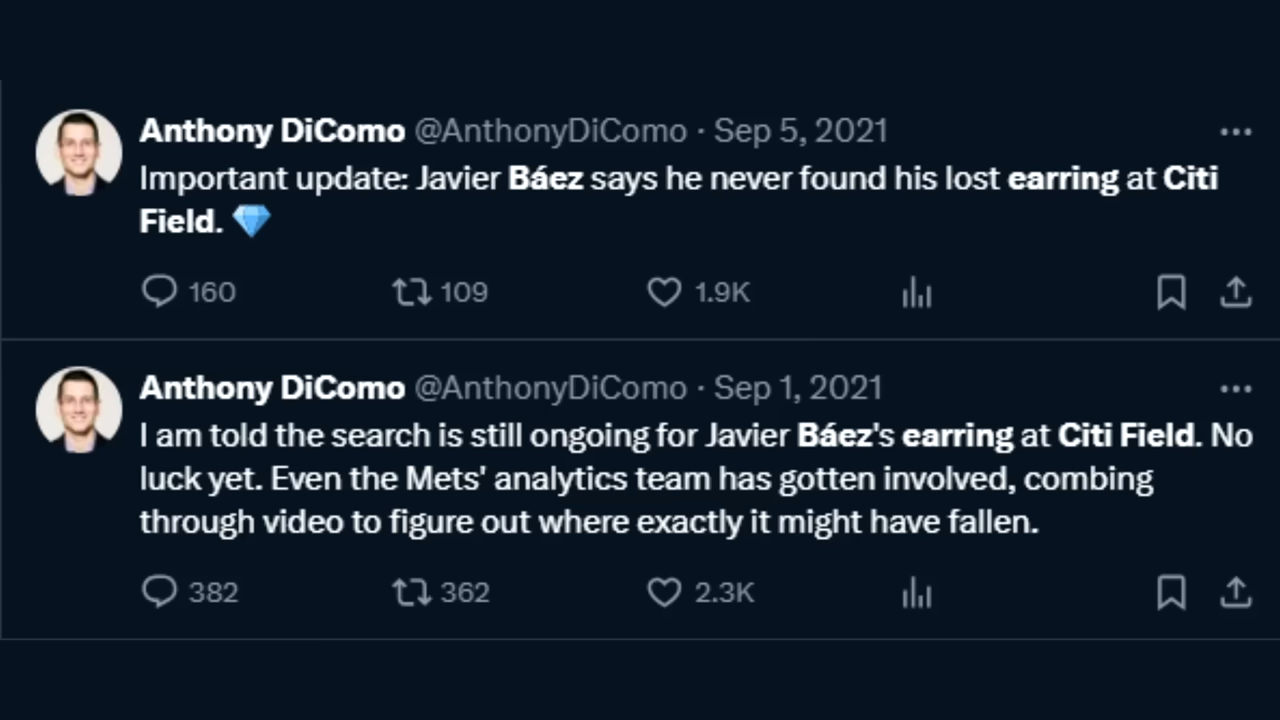 Anthony DiComo @AnthonyDiComo · Sep 5, 2021
Important update: Javier Báez says he never found his lost earring at Citi
Field. 💎
160 109 1.9K
Anthony DiComo @AnthonyDiComo · Sep 1, 2021
I am told the search is still ongoing for Javier Báez's earring at Citi Field. No
luck yet. Even the Mets' analytics team has gotten involved, combing
through video to figure out where exactly it might have fallen.
382 362 2.3K